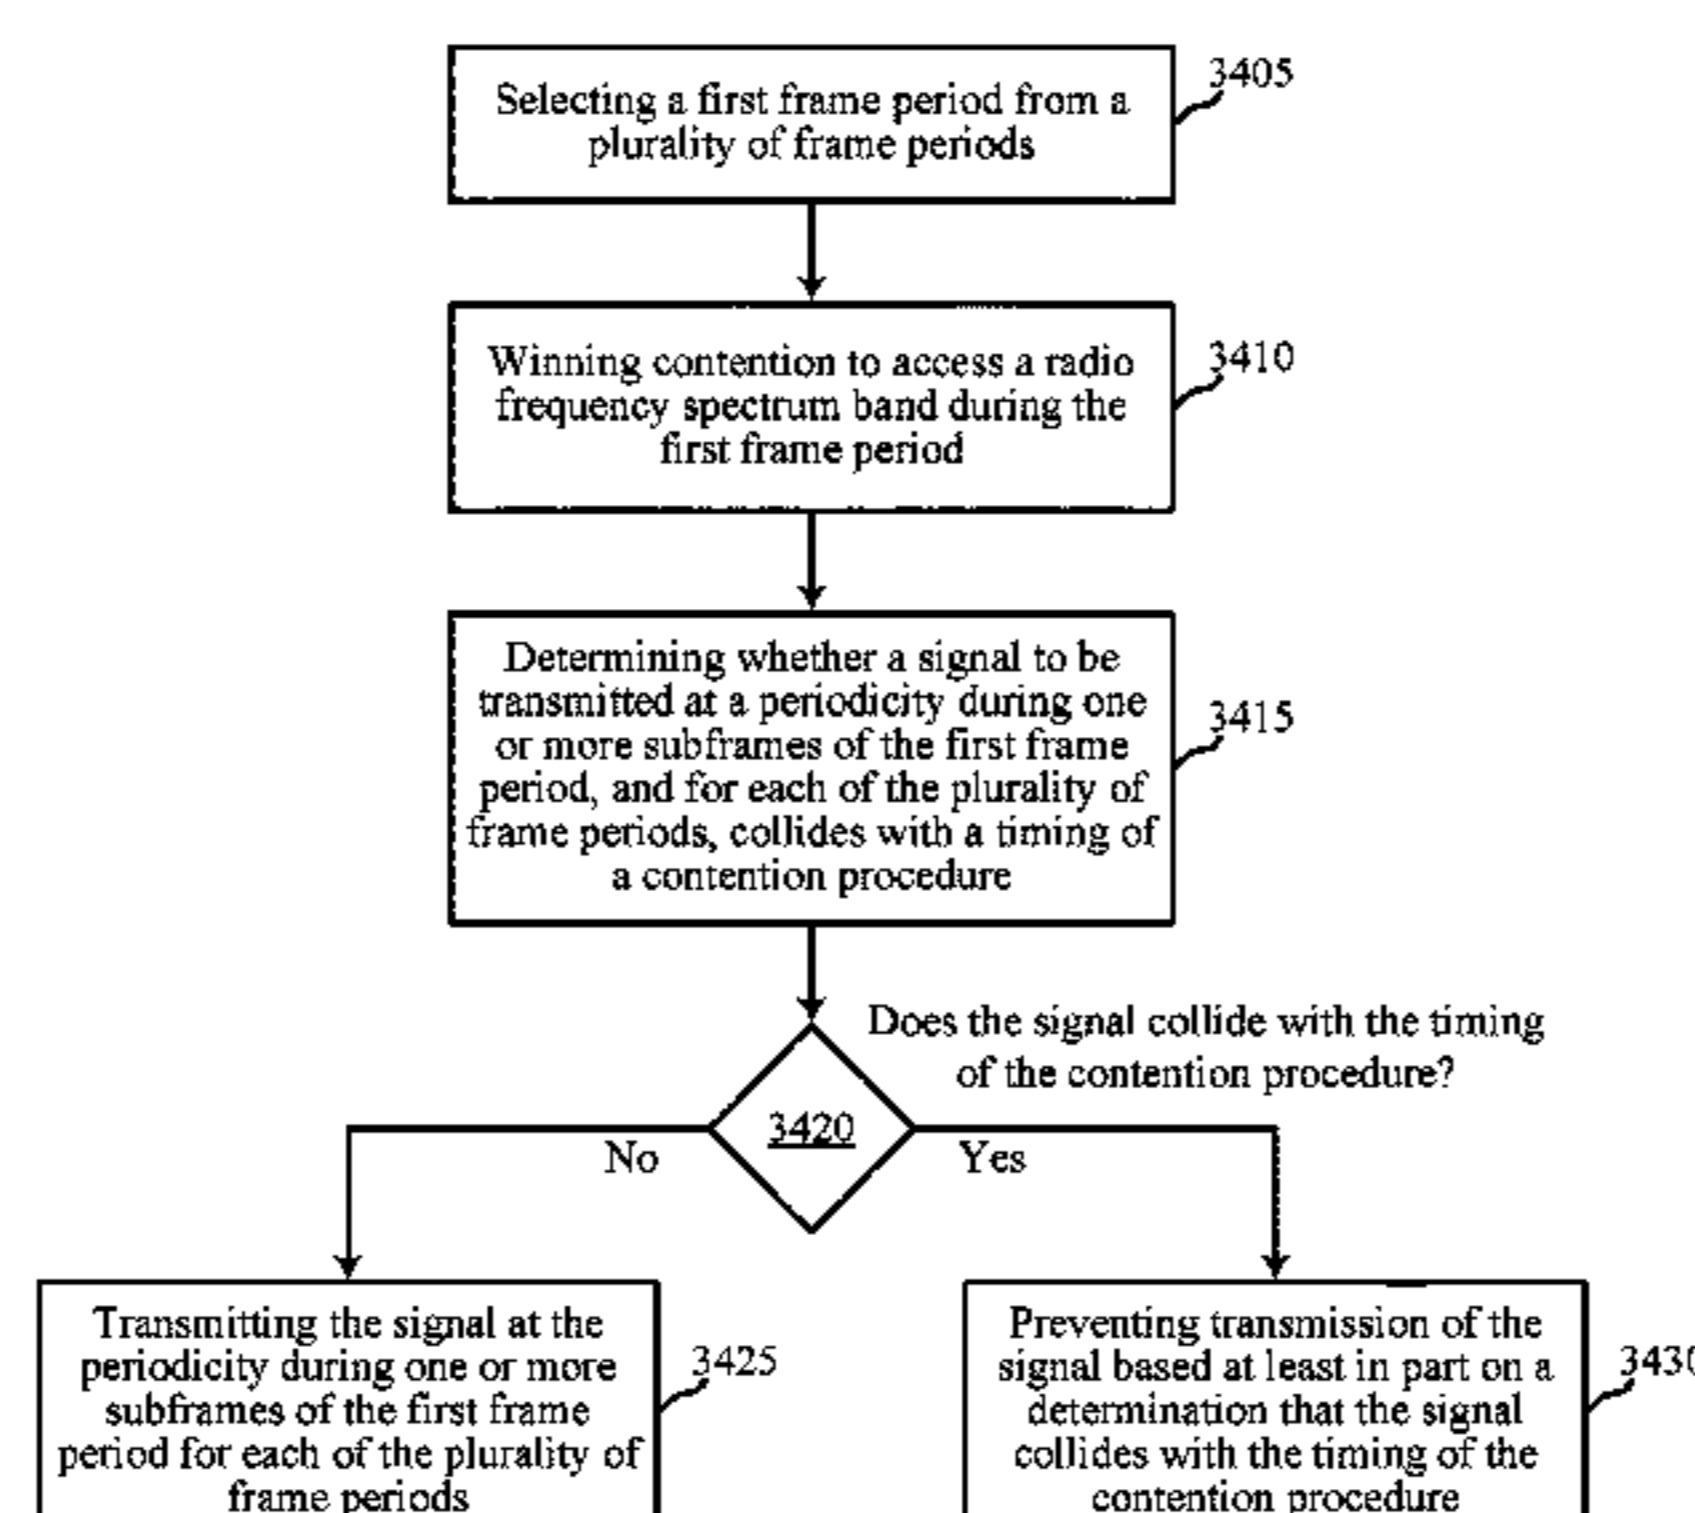 Selecting a first frame period from a
plurality of frame periods
3405
Winning contention to access a radio
frequency spectrum band during the
first frame period
3410
Determining whether a signal to be
transmitted at a periodicity during one
or more subframes of the first frame
period, and for each of the plurality of
frame periods, collides with a timing of
a contention procedure
3415
Does the signal collide with the timing
of the contention procedure?
3420
No
Yes
Transmitting the signal at the
periodicity during one or more
subframes of the first frame
period for each of the plurality of
frame periods
3425
Preventing transmission of the
signal based at least in part on a
determination that the signal
collides with the timing of the
contention procedure
3430